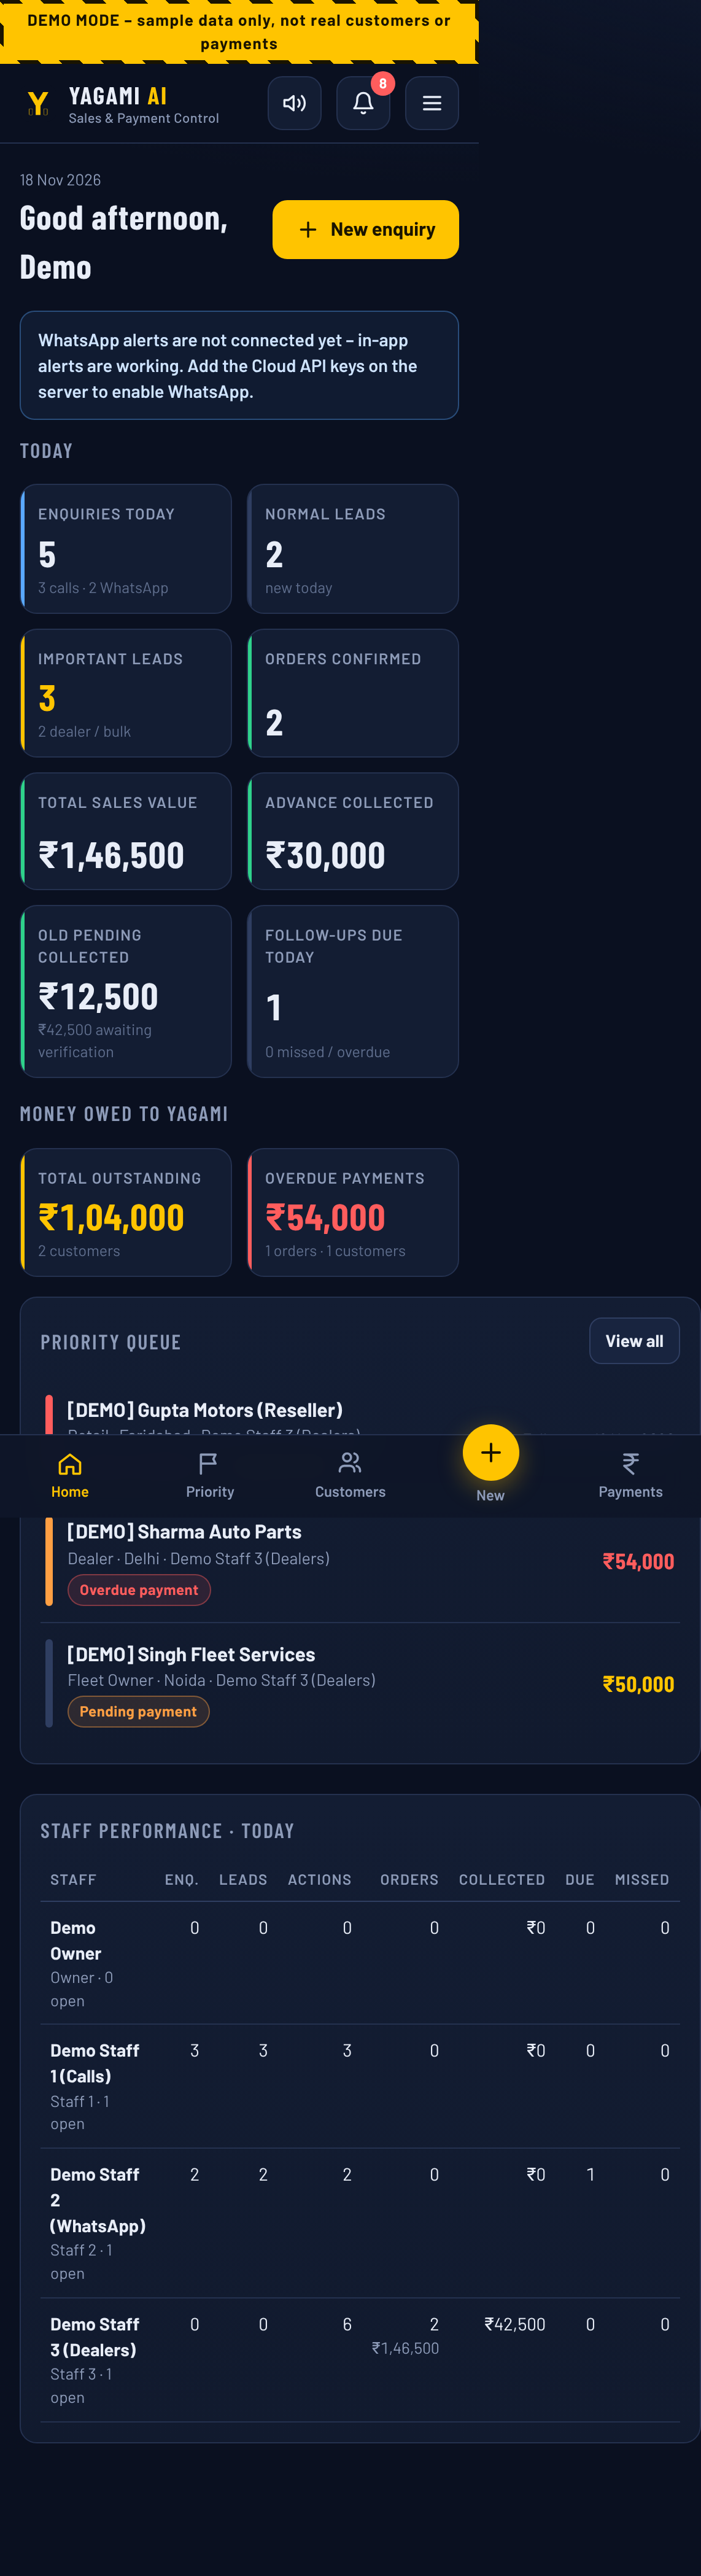 DEMO MODE – sample data only, not real customers or
payments
YAGAMI AI
Sales & Payment Control
8
18 Nov 2026
Good afternoon,
Demo
New enquiry
WhatsApp alerts are not connected yet – in-app
alerts are working. Add the Cloud API keys on the
server to enable WhatsApp.
TODAY
ENQUIRIES TODAY
5
3 calls · 2 WhatsApp
NORMAL LEADS
2
new today
IMPORTANT LEADS
3
2 dealer / bulk
ORDERS CONFIRMED
2
TOTAL SALES VALUE
₹1,46,500
ADVANCE COLLECTED
₹30,000
OLD PENDING
COLLECTED
₹12,500
₹42,500 awaiting
verification
FOLLOW-UPS DUE
TODAY
1
0 missed / overdue
MONEY OWED TO YAGAMI
TOTAL OUTSTANDING
₹1,04,000
2 customers
OVERDUE PAYMENTS
₹54,000
1 orders · 1 customers
PRIORITY QUEUE
View all
[DEMO] Gupta Motors (Reseller)
Retail · Faridabad · Demo Staff 3 (Dealers)
Home
Priority
Customers
New
Payments
[DEMO] Sharma Auto Parts
Dealer · Delhi · Demo Staff 3 (Dealers)
Overdue payment
₹54,000
[DEMO] Singh Fleet Services
Fleet Owner · Noida · Demo Staff 3 (Dealers)
Pending payment
₹50,000
STAFF PERFORMANCE · TODAY
STAFF ENQ. LEADS ACTIONS ORDERS COLLECTED DUE MISSED
Demo 0 0 0 0 ₹0 0 0
Owner
Owner · 0
open
Demo Staff 3 3 3 0 ₹0 0 0
1 (Calls)
Staff 1 · 1
open
Demo Staff 2 2 2 0 ₹0 1 0
2
(WhatsApp)
Staff 2 · 1
open
Demo Staff 0 0 6 2 ₹42,500 0 0
3 (Dealers) ₹1,46,500
Staff 3 · 1
open